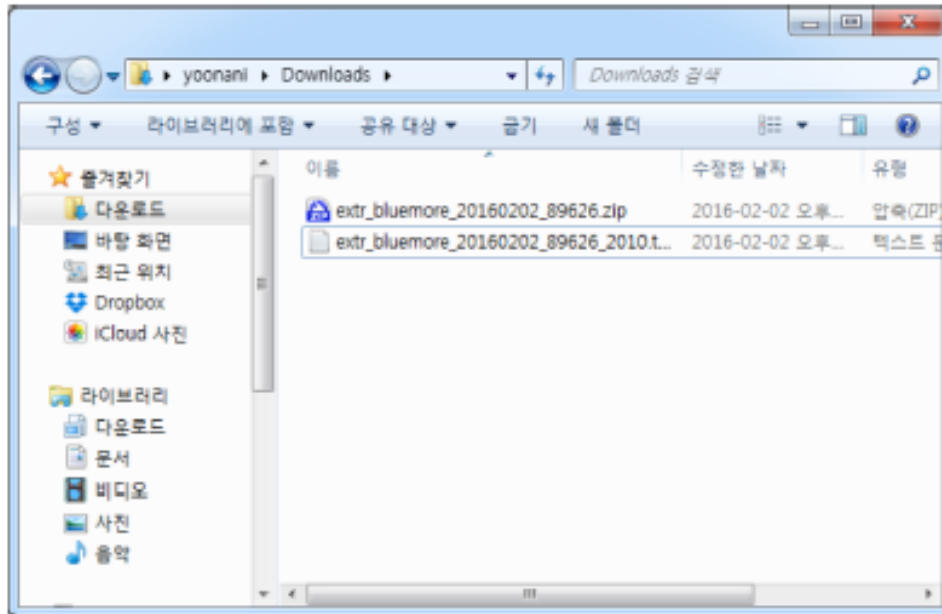 yoonani Downloads Downloads 검색
구성 라이브러리에 포함 공유 대상 굽기 새 폴더
즐겨찾기
다운로드
바탕 화면
최근 위치
Dropbox
iCloud 사진
라이브러리
다운로드
문서
비디오
사진
음악
이름 수정한 날짜 유형
extr_bluemore_20160202_89626.zip 2016-02-02 오후... 압축(ZIP)
extr_bluemore_20160202_89626_2010.t... 2016-02-02 오후... 텍스트